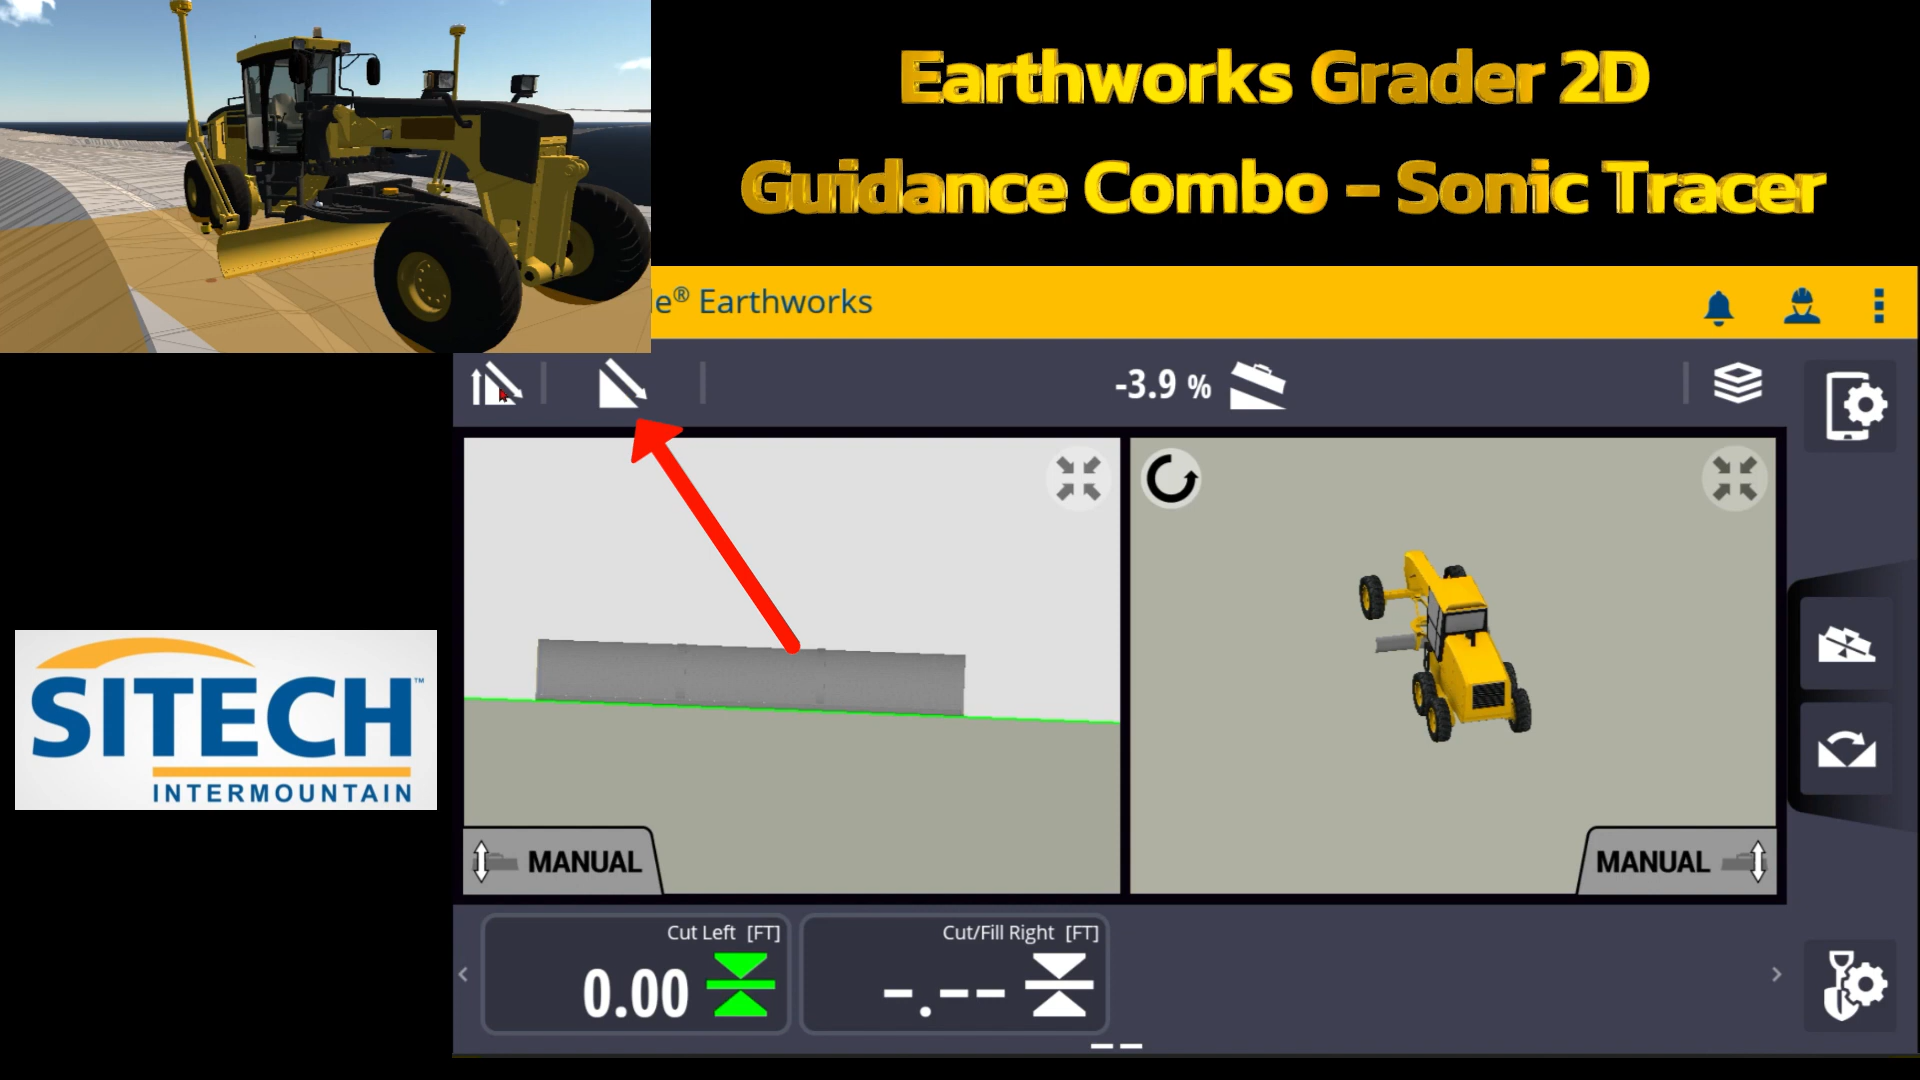 Earthworks Grader 2D
Guidance Combo - Sonic Tracer
e® Earthworks
-3.9 %
MANUAL
MANUAL
Cut Left [FT]
0.00
Cut/Fill Right [FT]
-.--
--
SITECH™
INTERMOUNTAIN